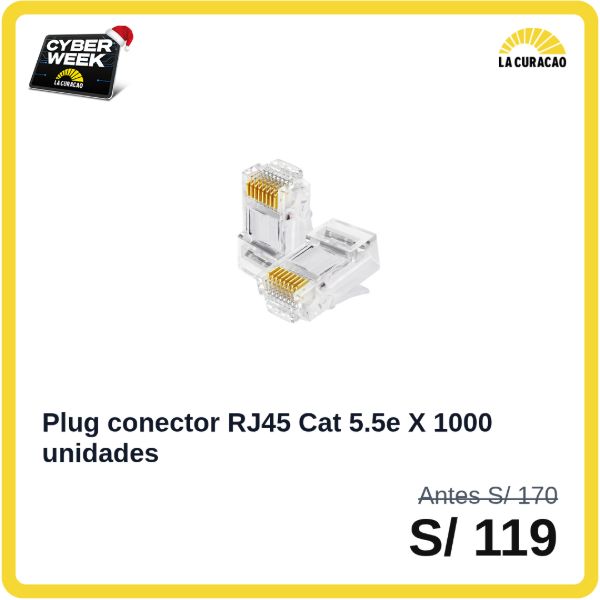 CYBER
WEEK
LA CURACAO
LA CURACAO
Plug conector RJ45 Cat 5.5e X 1000
unidades
Antes S/ 170
S/ 119